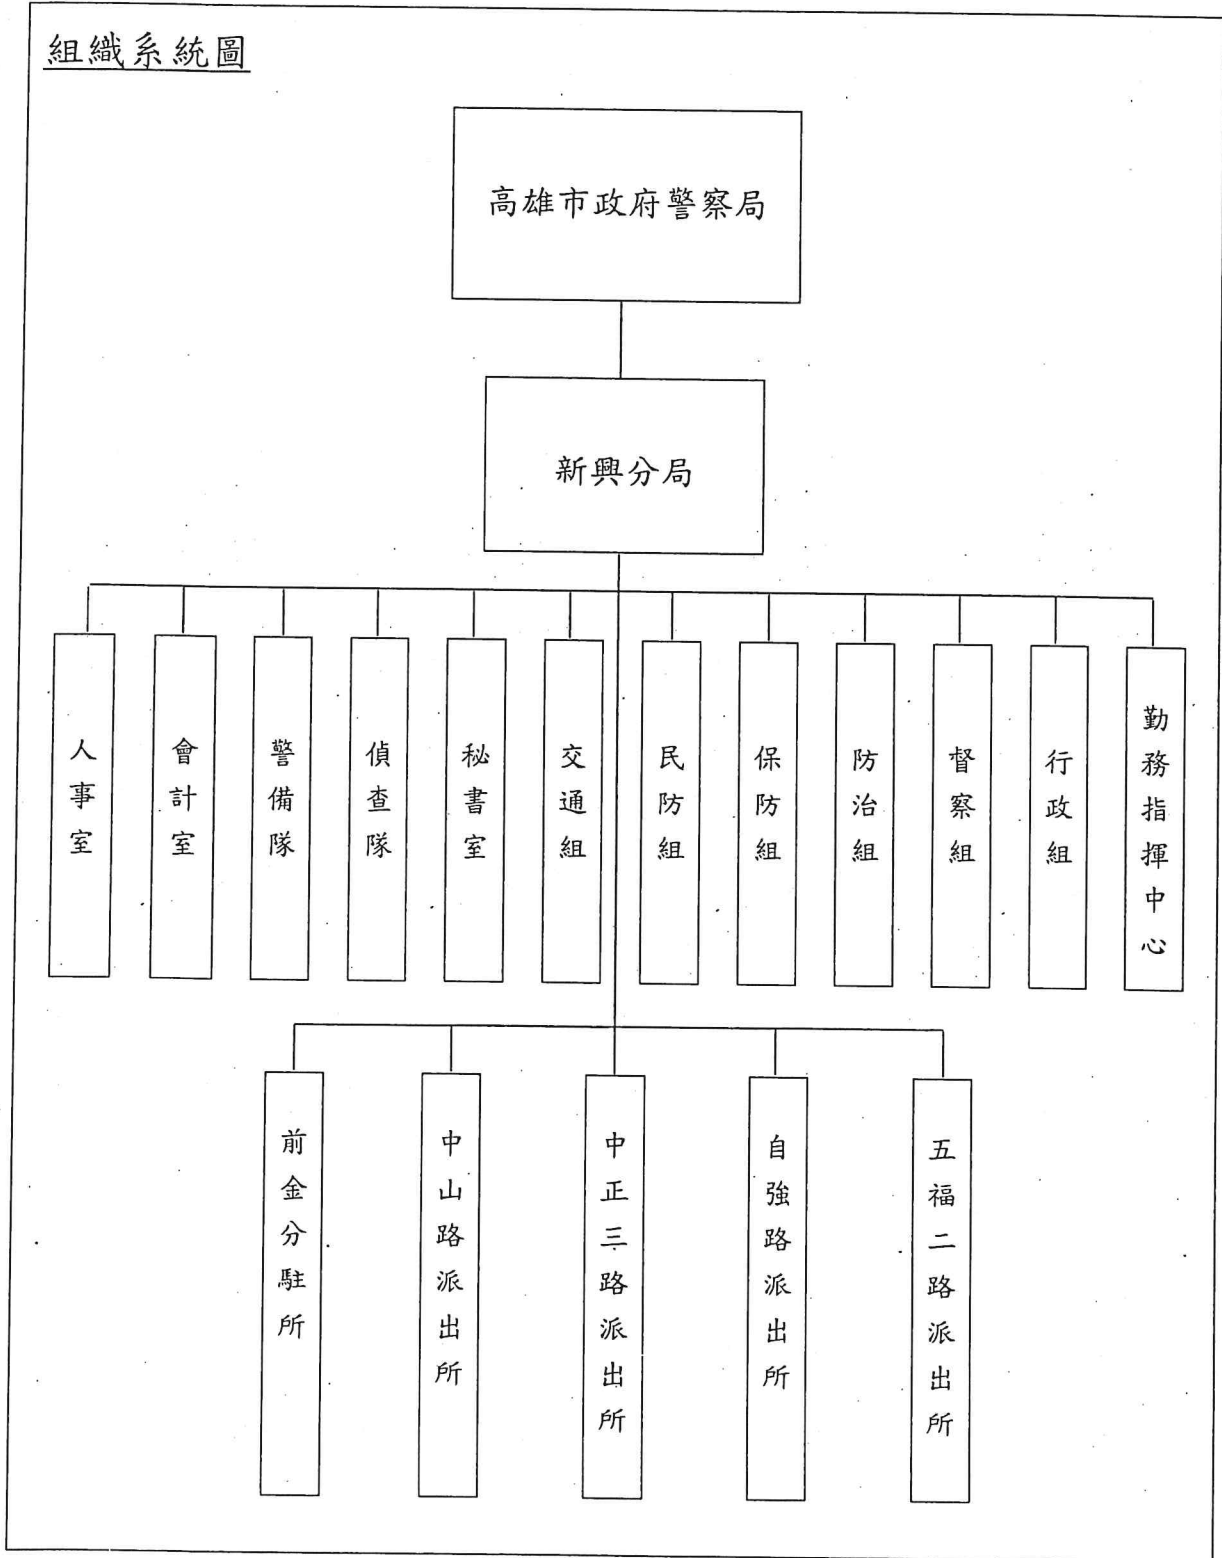 組織系統圖
高雄市政府警察局
新興分局
人事室
會計室
警備隊
偵查隊
秘書室
交通組
民防組
保防組
防治組
督察組
行政組
勤務指揮中心
前金分駐所
中山路派出所
中正三路派出所
自強路派出所
五福二路派出所